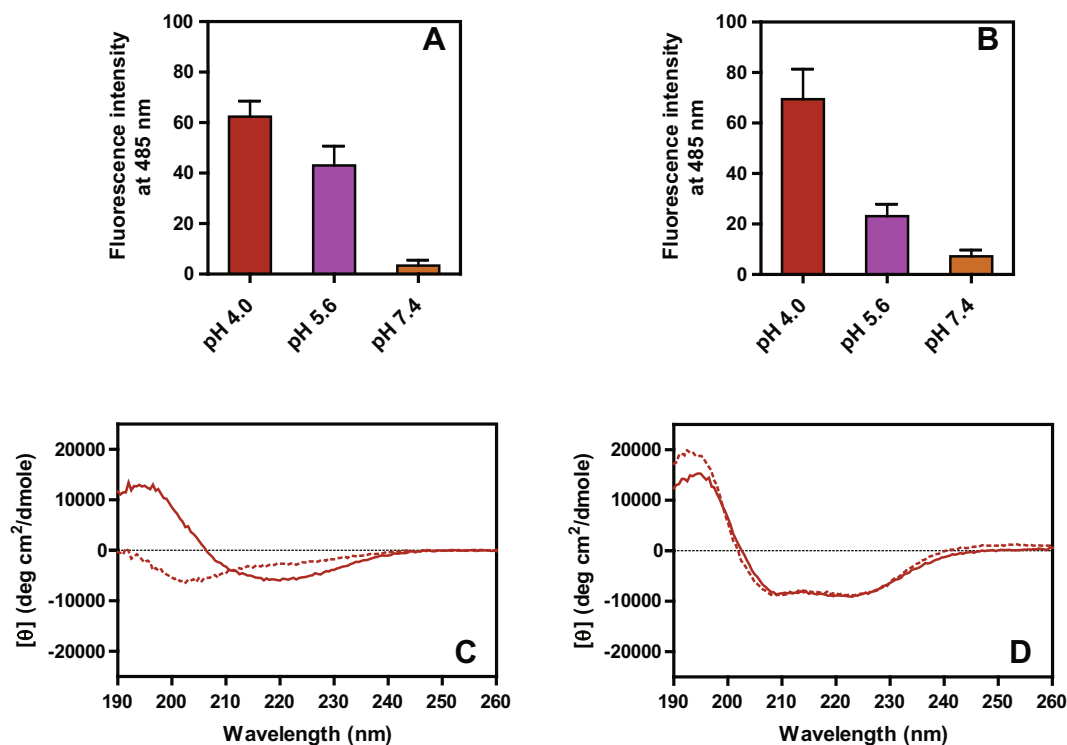 A
Fluorescence intensity
at 485 nm
100
80
60
40
20
0
pH 4.0
pH 5.6
pH 7.4
B
Fluorescence intensity
at 485 nm
100
80
60
40
20
0
pH 4.0
pH 5.6
pH 7.4
C
[θ] (deg cm²/dmole)
20000
10000
0
-10000
-20000
190 200 210 220 230 240 250 260
Wavelength (nm)
D
[θ] (deg cm²/dmole)
20000
10000
0
-10000
-20000
190 200 210 220 230 240 250 260
Wavelength (nm)